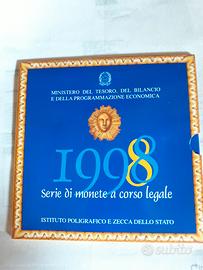 MINISTERO DEL TESORO, DEL BILANCIO
E DELLA PROGRAMMAZIONE ECONOMICA
1998
Serie di monete a corso legale
ISTITUTO POLIGRAFICO E ZECCA DELLO STATO
subito